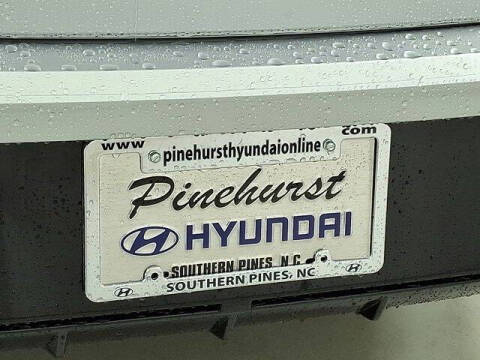 www com
pinehursthyundaionline
Pinehurst
HYUNDAI
SOUTHERN PINES, N.C.
SOUTHERN PINES, NC